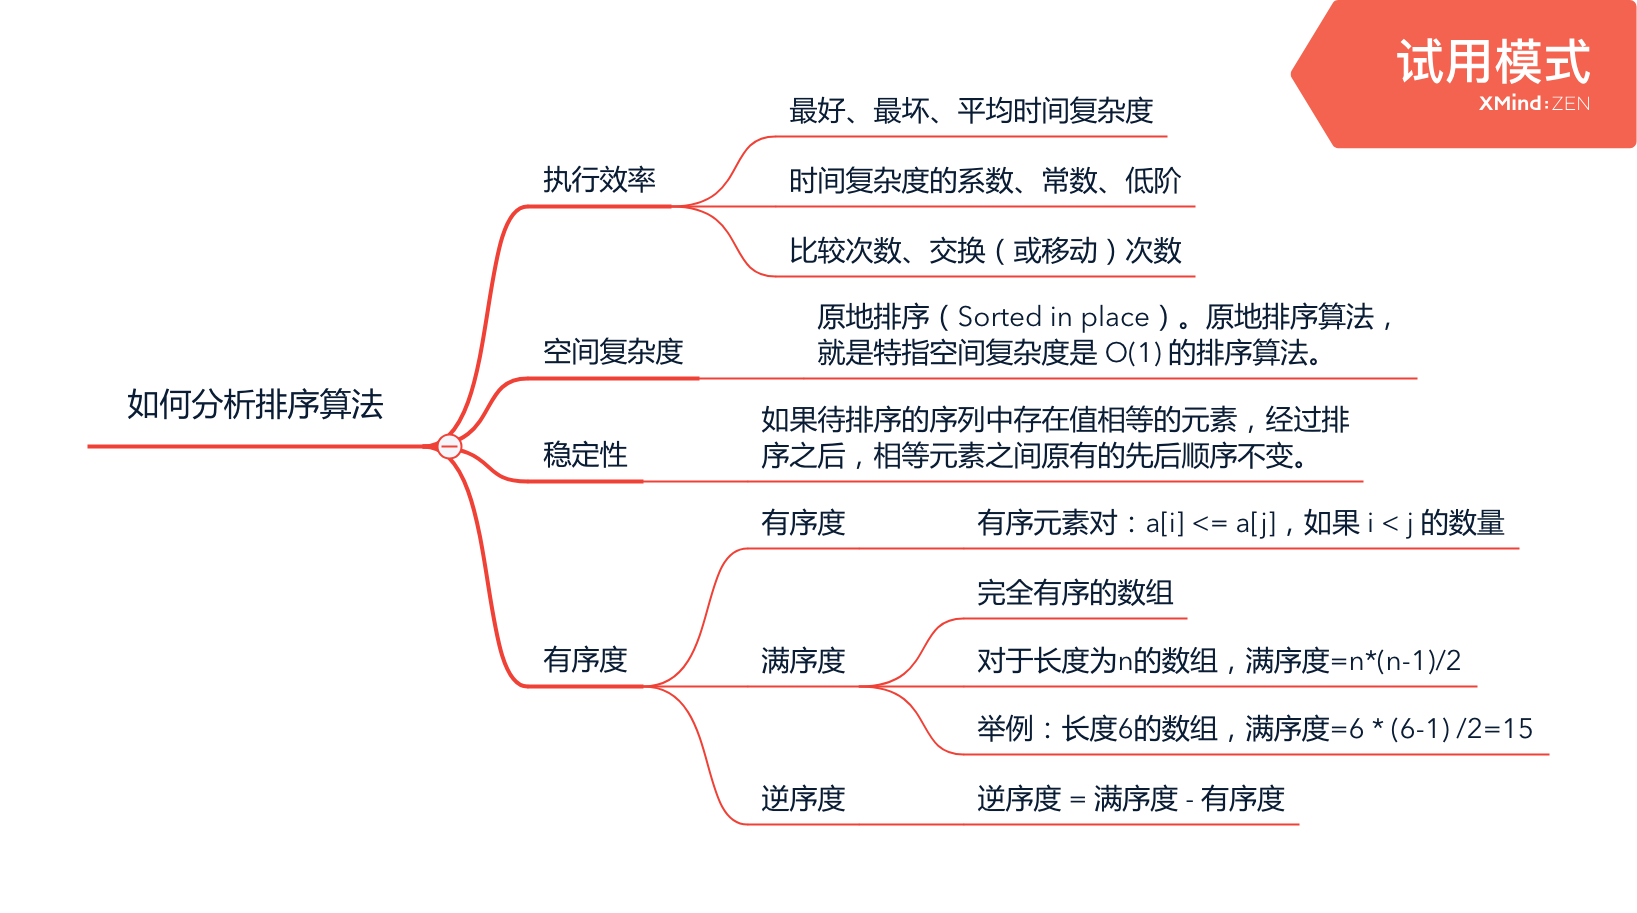 试用模式
XMind:ZEN
如何分析排序算法
执行效率
最好、最坏、平均时间复杂度
时间复杂度的系数、常数、低阶
比较次数、交换（或移动）次数
空间复杂度
原地排序（Sorted in place）。原地排序算法，
就是特指空间复杂度是 O(1) 的排序算法。
稳定性
如果待排序的序列中存在值相等的元素，经过排
序之后，相等元素之间原有的先后顺序不变。
有序度
有序度
有序元素对：a[i] <= a[j]，如果 i < j 的数量
满序度
完全有序的数组
对于长度为n的数组，满序度=n*(n-1)/2
举例：长度6的数组，满序度=6 * (6-1) /2=15
逆序度
逆序度 = 满序度 - 有序度